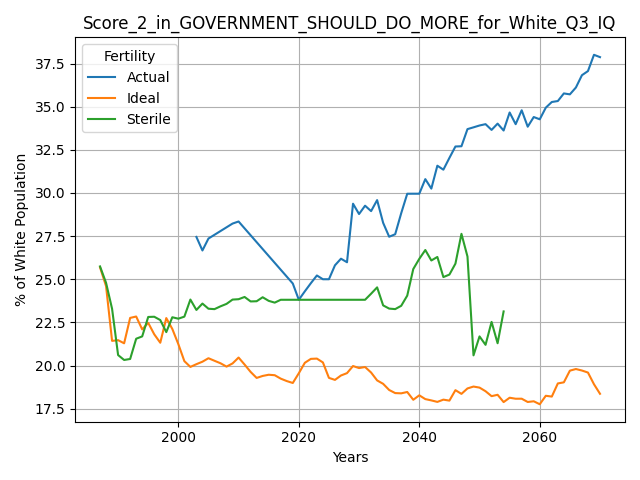 Score_2_in_GOVERNMENT_SHOULD_DO_MORE_for_White_Q3_IQ
Fertility
Actual
Ideal
Sterile
% of White Population
37.5
35.0
32.5
30.0
27.5
25.0
22.5
20.0
17.5
2000 2020 2040 2060
Years